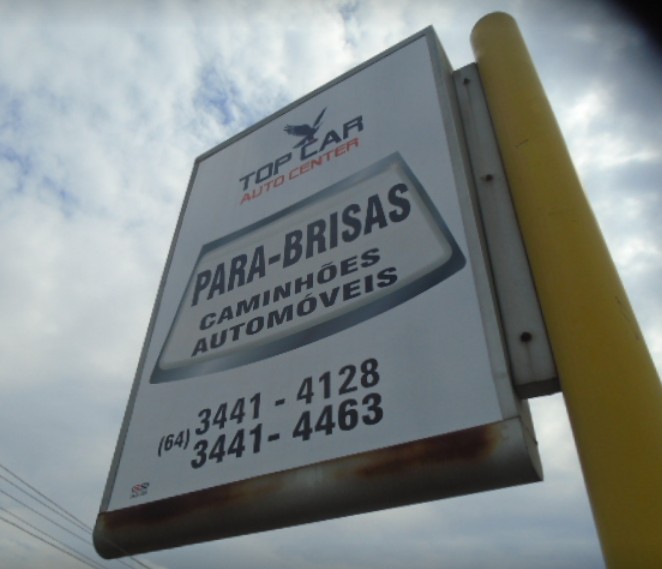 TOP CAR
AUTO CENTER
PARA-BRISAS
CAMINHÕES
AUTOMÓVEIS
(64) 3441 - 4128
3441 - 4463